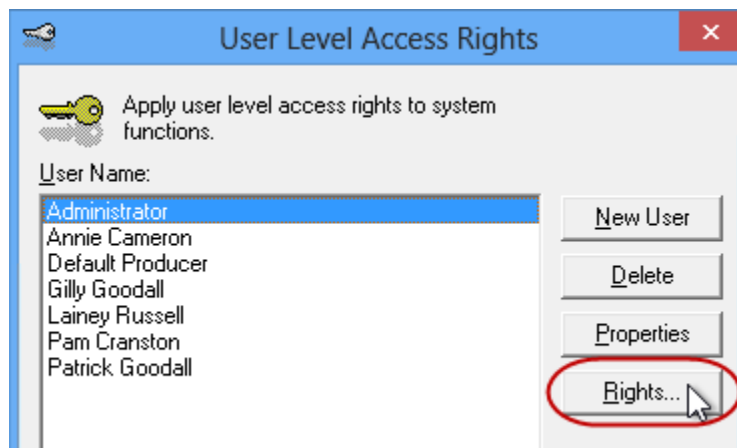 User Level Access Rights
Apply user level access rights to system
functions.
User Name:
Administrator
Annie Cameron
Default Producer
Gilly Goodall
Lainey Russell
Pam Cranston
Patrick Goodall
New User
Delete
Properties
Rights...